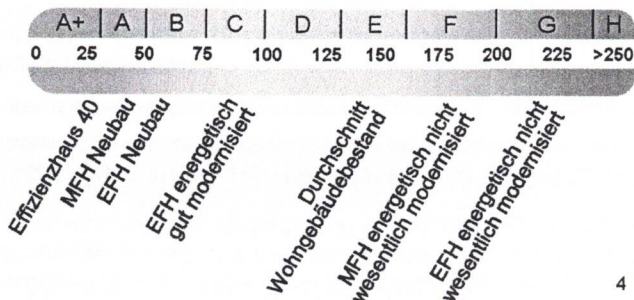 A+ A B C D E F G H
0 25 50 75 100 125 150 175 200 225 >250
Effizienzhaus 40
MFH Neubau
EFH Neubau
EFH energetisch
gut modernisiert
Durchschnitt
Wohngebäudebestand
MFH energetisch nicht
wesentlich modernisiert
EFH energetisch nicht
wesentlich modernisiert
4